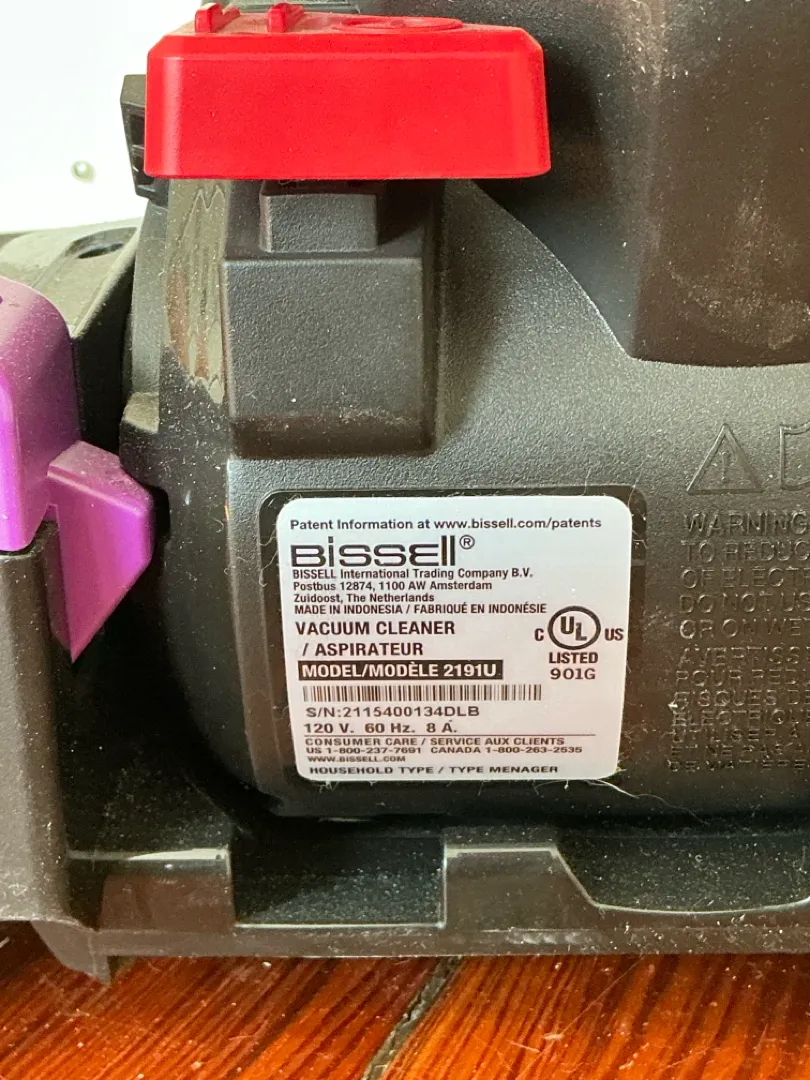 Patent Information at www.bissell.com/patents
BISSELL®
BISSELL International Trading Company B.V.
Postbus 12874, 1100 AW Amsterdam
Zuidoost, The Netherlands
MADE IN INDONESIA / FABRIQUÉ EN INDONÉSIE
VACUUM CLEANER
/ ASPIRATEUR
MODEL/MODÈLE 2191U
C UL US
LISTED
901G
S/N:2115400134DLB
120 V. 60 Hz. 8 A.
CONSUMER CARE / SERVICE AUX CLIENTS
US 1-800-237-7691 CANADA 1-800-263-2535
WWW.BISSELL.COM
HOUSEHOLD TYPE / TYPE MENAGER
WARNING
TO REDUC
OF
DO NOT US
OR ON WE
AVERTISS
POUR